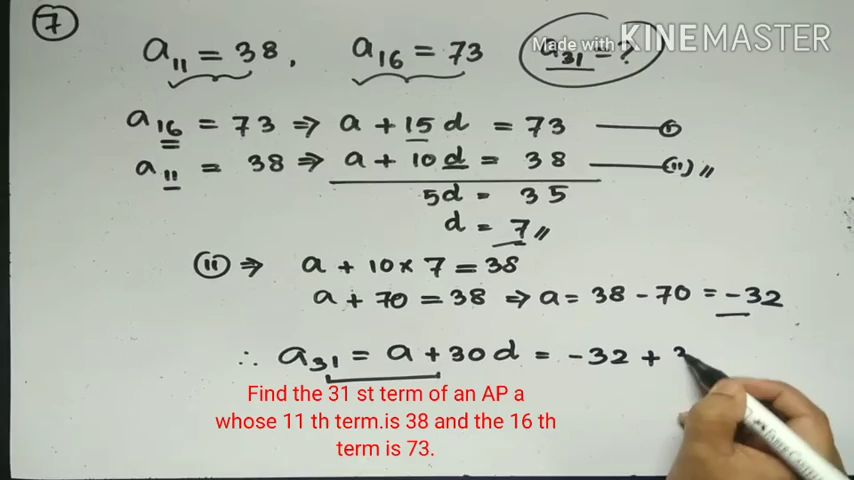 7
a₁₁ = 38, a₁₆ = 73 a₃₁ = ?
Made with KINEMASTER
a₁₆ = 73 ⇒ a + 15d = 73 —— (i)
a₁₁ = 38 ⇒ a + 10d = 38 —— (ii) //
5d = 35
d = 7 //
(ii) ⇒ a + 10 × 7 = 38
a + 70 = 38 ⇒ a = 38 - 70 = -32
∴ a₃₁ = a + 30d = -32 + 3
Find the 31 st term of an AP a
whose 11 th term.is 38 and the 16 th
term is 73.